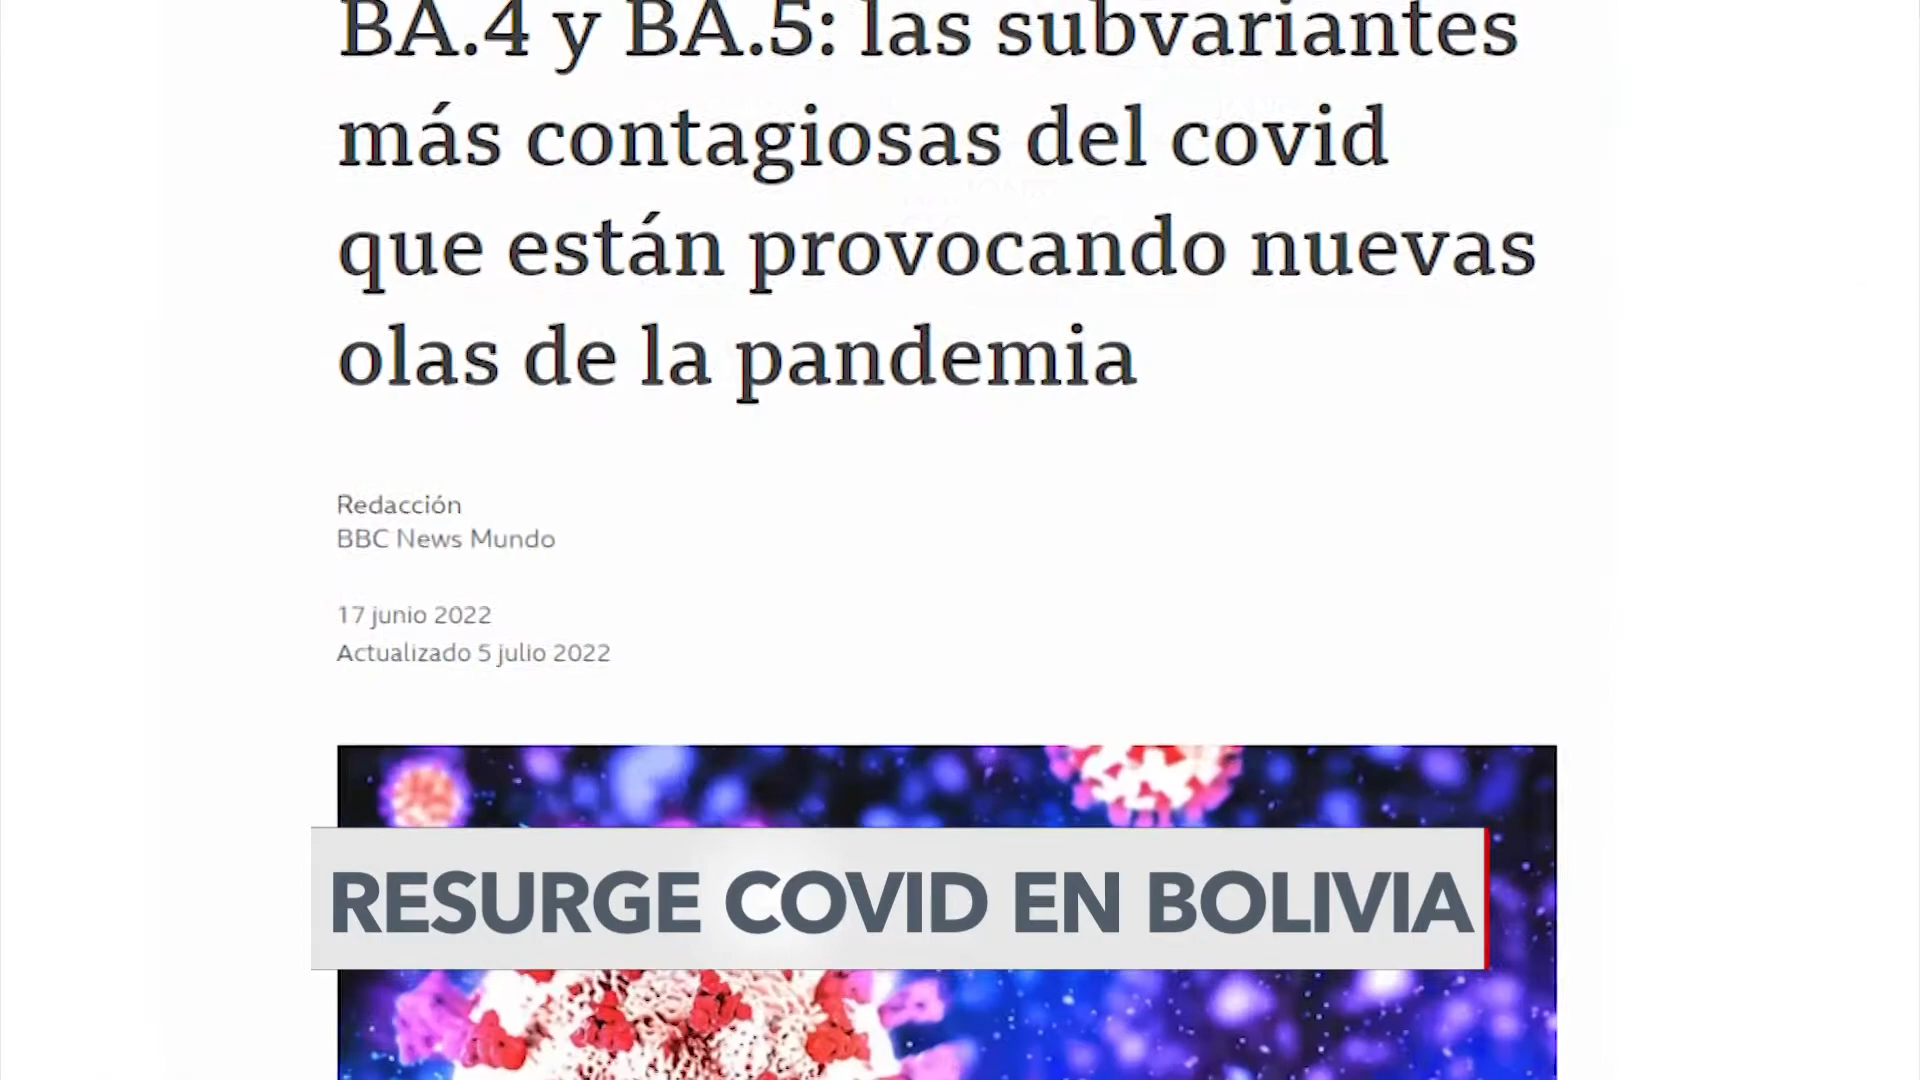 BA.4 y BA.5: las subvariantes
más contagiosas del covid
que están provocando nuevas
olas de la pandemia
Redacción
BBC News Mundo
17 junio 2022
Actualizado 5 julio 2022
RESURGE COVID EN BOLIVIA